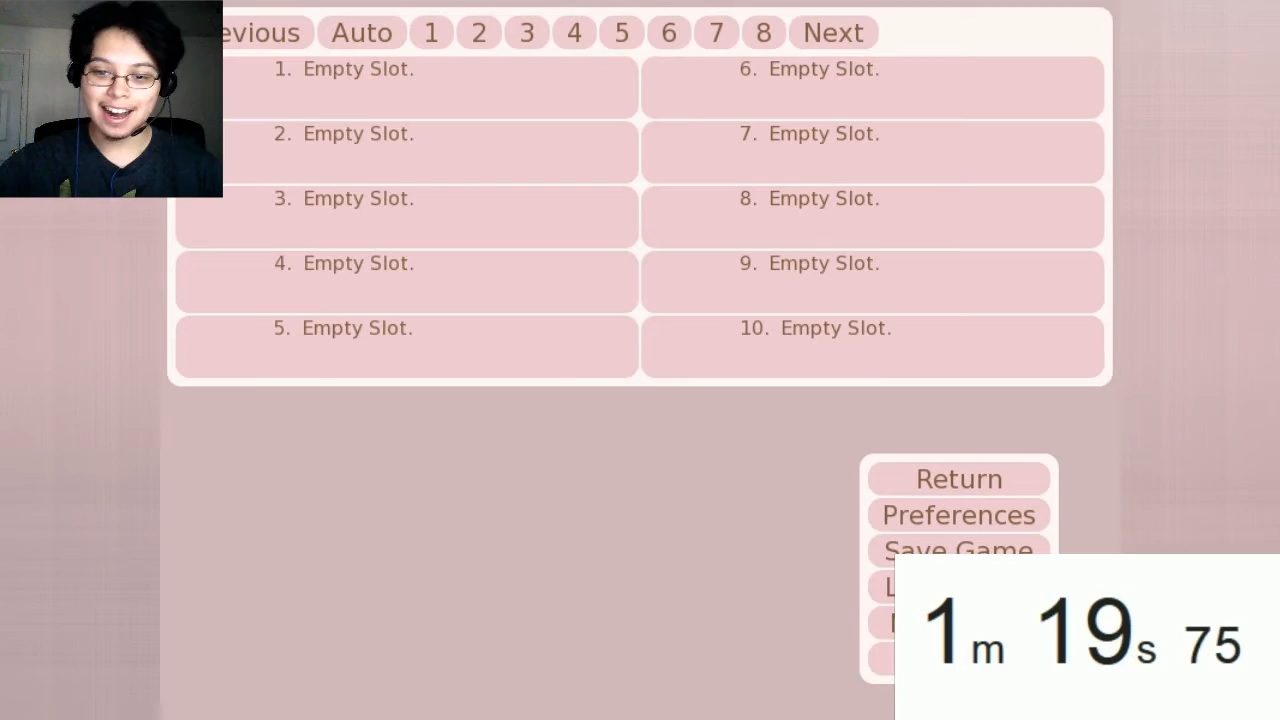 evious Auto 1 2 3 4 5 6 7 8 Next
1. Empty Slot.
2. Empty Slot.
3. Empty Slot.
4. Empty Slot.
5. Empty Slot.
6. Empty Slot.
7. Empty Slot.
8. Empty Slot.
9. Empty Slot.
10. Empty Slot.
Return
Preferences
Save Game
1m 19s 75